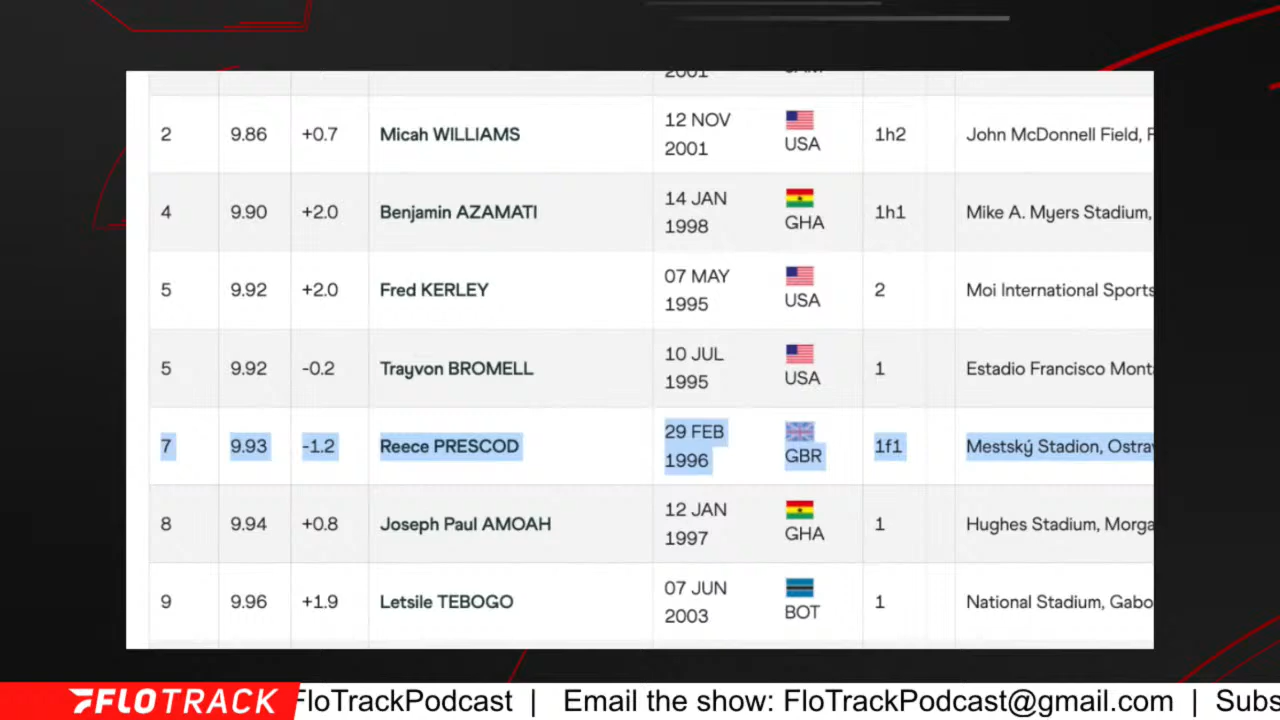 2001
2 9.86 +0.7 Micah WILLIAMS 12 NOV 2001 USA 1h2 John McDonnell Field,
4 9.90 +2.0 Benjamin AZAMATI 14 JAN 1998 GHA 1h1 Mike A. Myers Stadium,
5 9.92 +2.0 Fred KERLEY 07 MAY 1995 USA 2 Moi International Sports
5 9.92 -0.2 Trayvon BROMELL 10 JUL 1995 USA 1 Estadio Francisco Mont
7 9.93 -1.2 Reece PRESCOD 29 FEB 1996 GBR 1f1 Mestský Stadion, Ostra
8 9.94 +0.8 Joseph Paul AMOAH 12 JAN 1997 GHA 1 Hughes Stadium, Morga
9 9.96 +1.9 Letsile TEBOGO 07 JUN 2003 BOT 1 National Stadium, Gabo
FLOTRACK FloTrackPodcast | Email the show: FloTrackPodcast@gmail.com | Subs